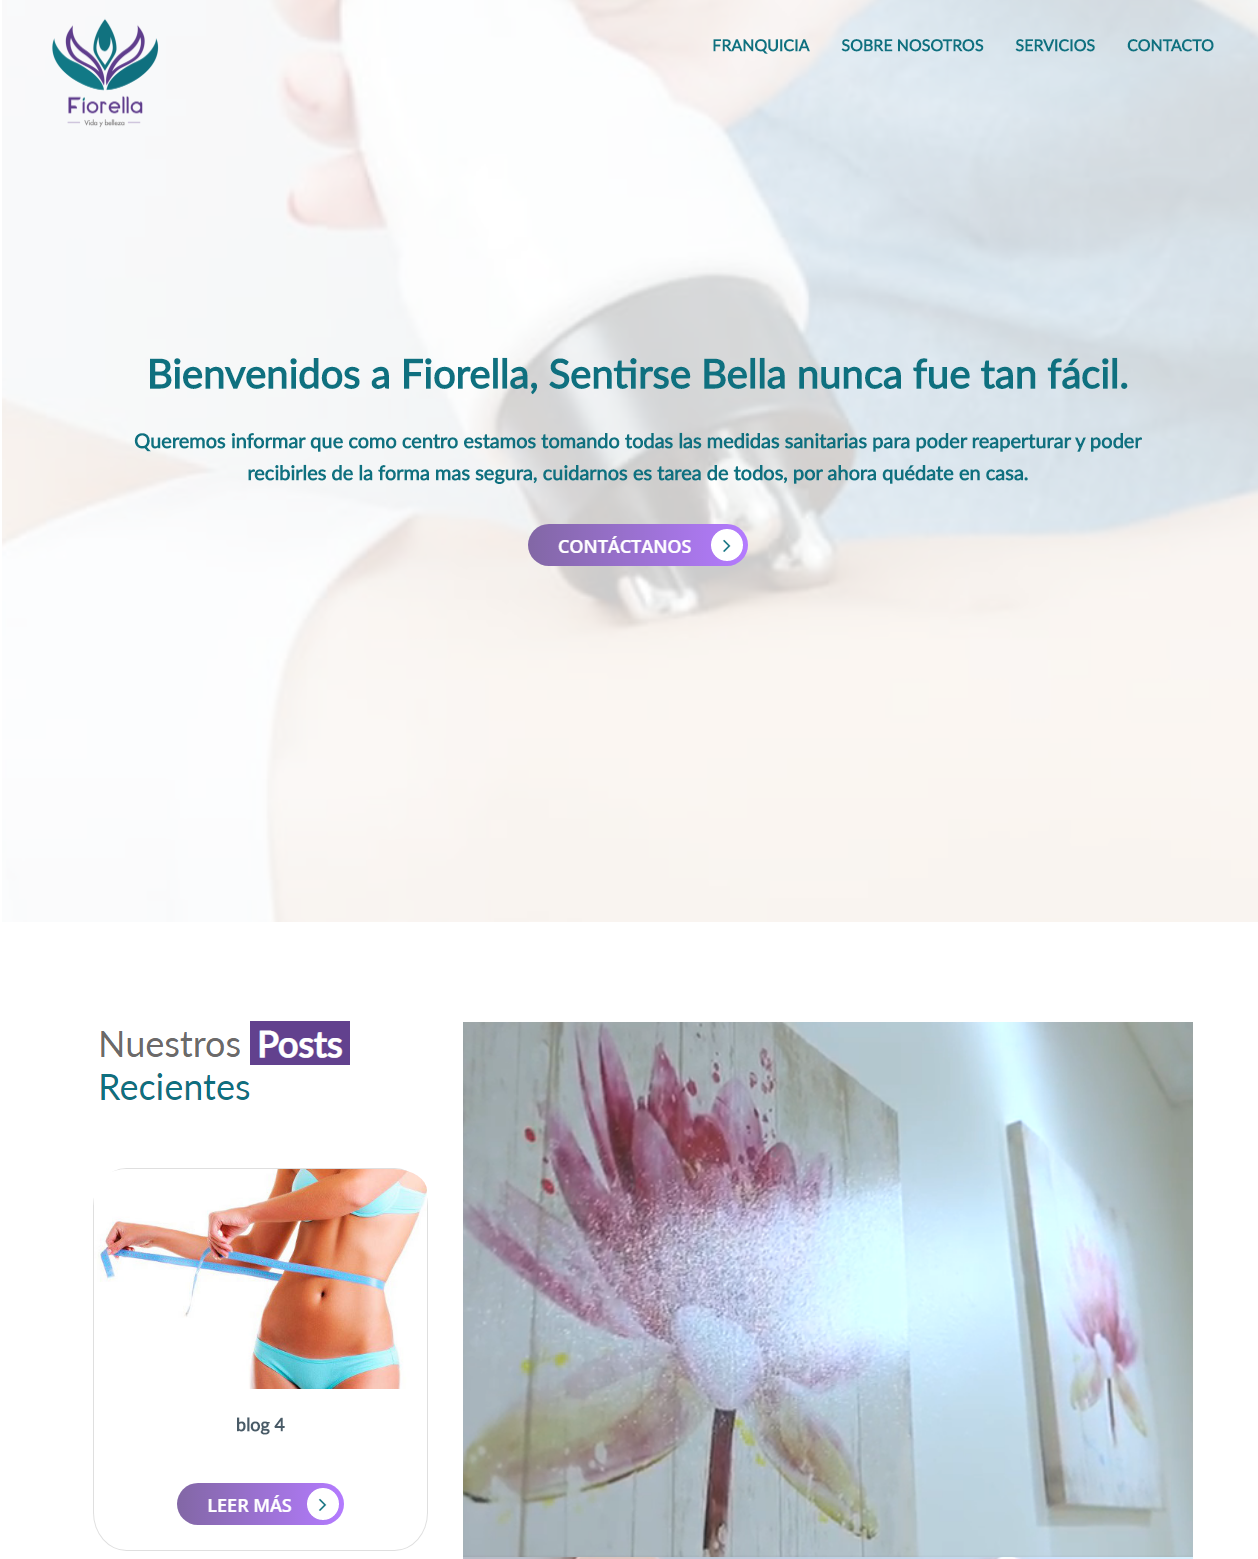 Fiorella
Vida y belleza
FRANQUICIA SOBRE NOSOTROS SERVICIOS CONTACTO
Bienvenidos a Fiorella, Sentirse Bella nunca fue tan fácil.
Queremos informar que como centro estamos tomando todas las medidas sanitarias para poder reaperturar y poder
recibirles de la forma mas segura, cuidarnos es tarea de todos, por ahora quédate en casa.
CONTÁCTANOS
Nuestros Posts
Recientes
blog 4
LEER MÁS